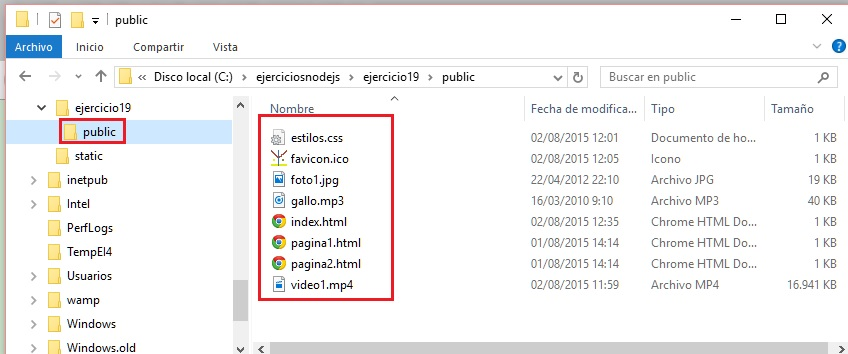 public
Archivo Inicio Compartir Vista
« Disco local (C:) > ejerciciosnodejs > ejercicio19 > public
Buscar en public
ejercicio19
public
static
inetpub
Intel
PerfLogs
TempEI4
Usuarios
wamp
Windows
Windows.old
Nombre Fecha de modifica... Tipo Tamaño
estilos.css 02/08/2015 12:01 Documento de ho... 1 KB
favicon.ico 02/08/2015 12:05 Icono 1 KB
foto1.jpg 22/04/2012 22:10 Archivo JPG 19 KB
gallo.mp3 16/03/2010 9:10 Archivo MP3 40 KB
index.html 02/08/2015 12:35 Chrome HTML Do... 1 KB
pagina1.html 01/08/2015 14:14 Chrome HTML Do... 1 KB
pagina2.html 01/08/2015 14:14 Chrome HTML Do... 1 KB
video1.mp4 02/08/2015 11:59 Archivo MP4 16.941 KB